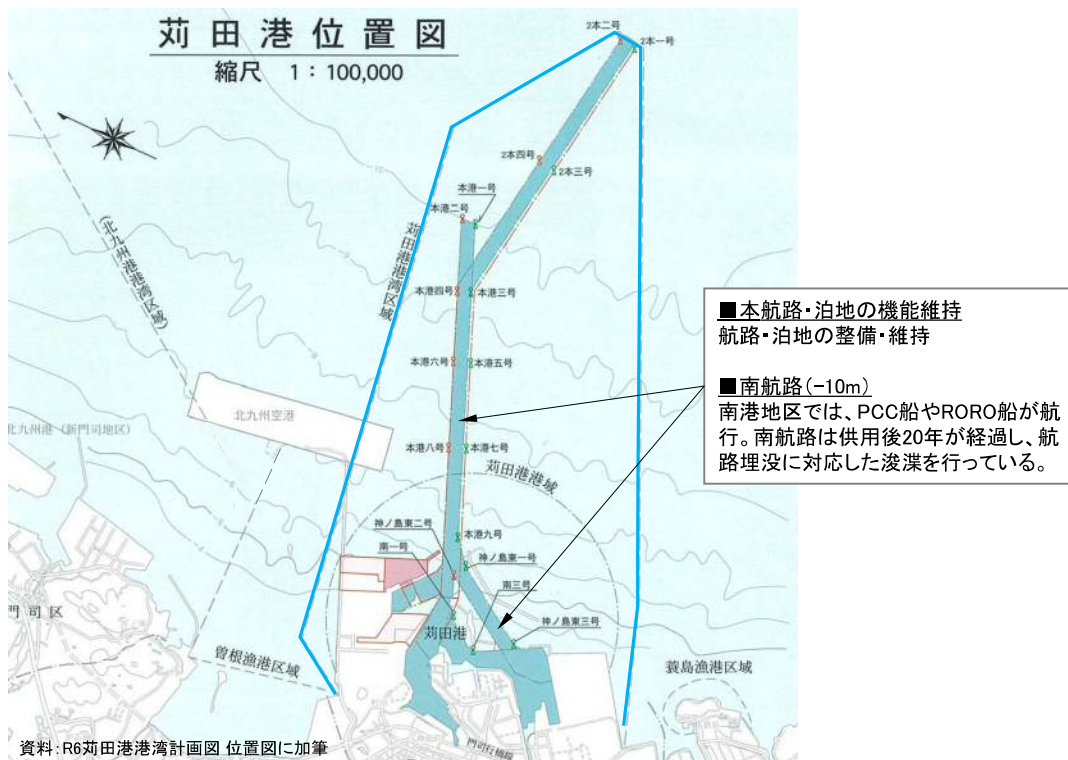 苅田港位置図
縮尺 1：100,000
2本二号
2本一号
2本四号
2本三号
本港一号
本港二号
苅田港港湾区域
(北九州港港湾区域)
本港四号
本港三号
本港六号
本港五号
北九州空港
北九州港（新門司地区）
本港八号
本港七号
苅田港港域
本港九号
神ノ島東二号
神ノ島東一号
南一号
南三号
神ノ島東三号
苅田港
門司区
曽根漁港区域
蓑島漁港区域
門司行橋線
■本航路・泊地の機能維持
航路・泊地の整備・維持
■南航路(-10m)
南港地区では、PCC船やRORO船が航
行。南航路は供用後20年が経過し、航
路埋没に対応した浚渫を行っている。
資料：R6苅田港港湾計画図 位置図に加筆